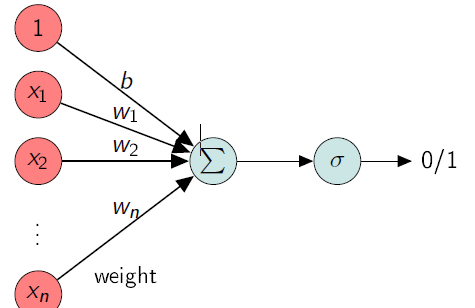 1
b
x₁
w₁
x₂
w₂
∑
σ
0/1
⋮
wₙ
weight
xₙ